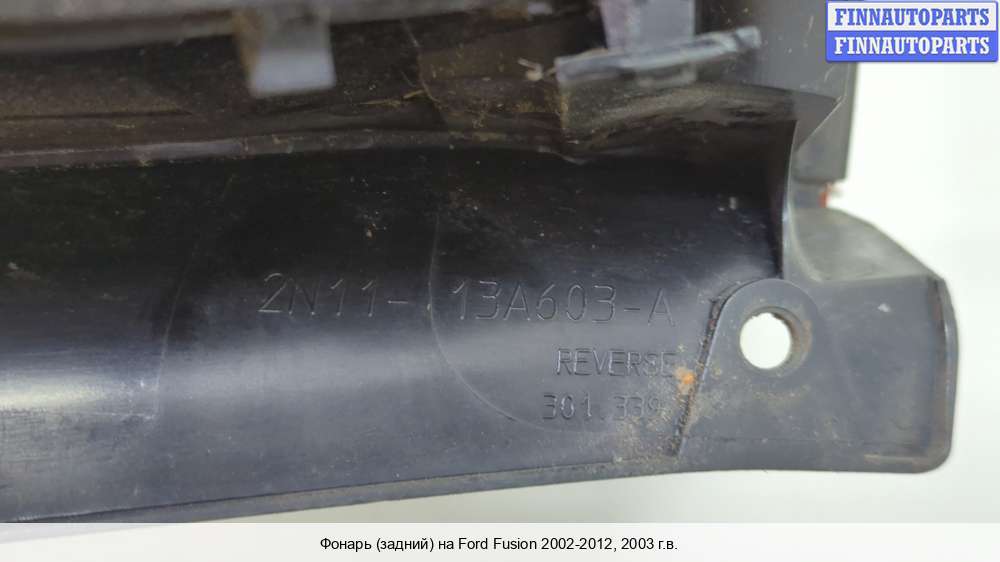 FINNAUTOPARTS
FINNAUTOPARTS
2N11- 13A603-A
REVERSE
301.339
Фонарь (задний) на Ford Fusion 2002-2012, 2003 г.в.